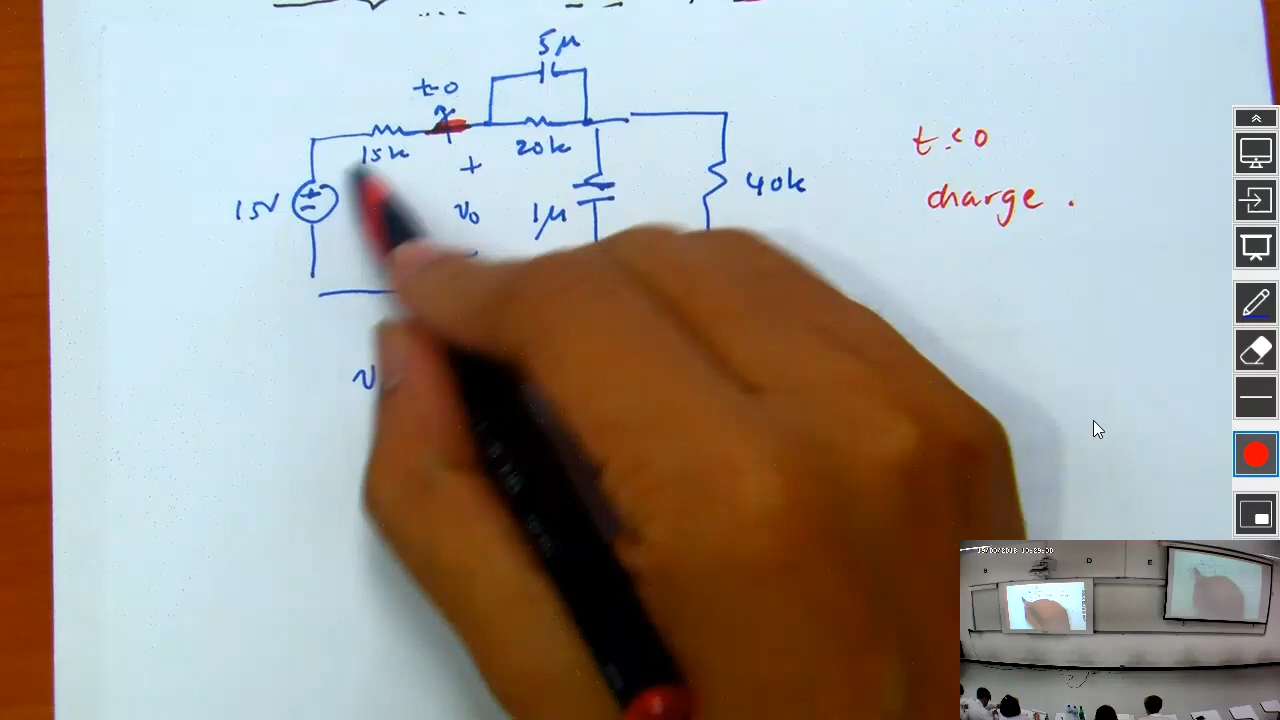 5μ
t=0
15k
20k
+
15V
+
-
v₀
1μ
40k
t<0
charge.
B
D
E